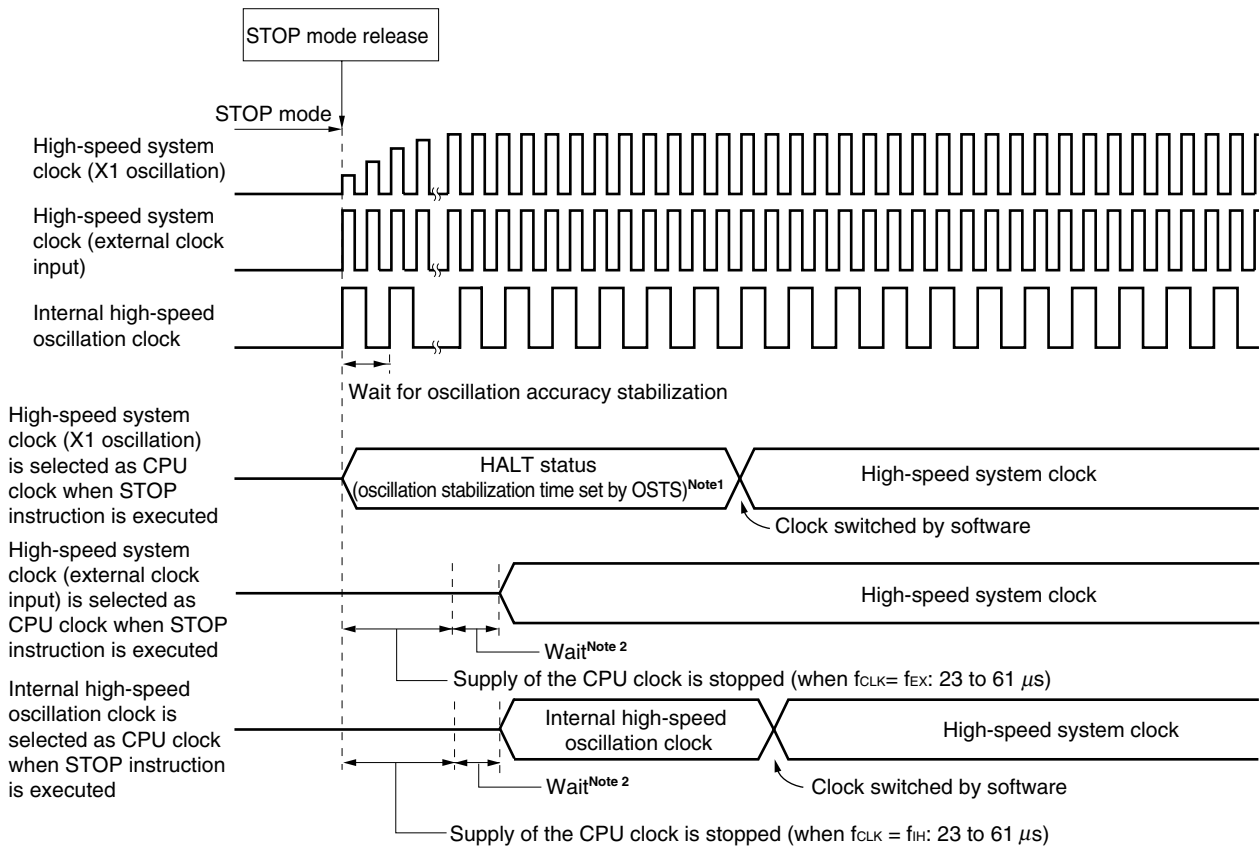 STOP mode release
STOP mode
High-speed system
clock (X1 oscillation)
High-speed system
clock (external clock
input)
Internal high-speed
oscillation clock
Wait for oscillation accuracy stabilization
High-speed system
clock (X1 oscillation)
is selected as CPU
clock when STOP
instruction is executed
HALT status
(oscillation stabilization time set by OSTS)Note1
High-speed system clock
Clock switched by software
High-speed system
clock (external clock
input) is selected as
CPU clock when STOP
instruction is executed
High-speed system clock
WaitNote 2
Supply of the CPU clock is stopped (when fCLK= fEX: 23 to 61 μs)
Internal high-speed
oscillation clock is
selected as CPU clock
when STOP instruction
is executed
Internal high-speed
oscillation clock
High-speed system clock
WaitNote 2
Clock switched by software
Supply of the CPU clock is stopped (when fCLK = fIH: 23 to 61 μs)